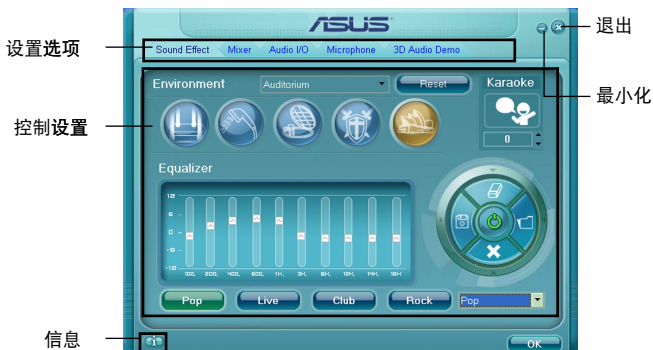 ASUS
退出
设置选项
Sound Effect Mixer Audio I/O Microphone 3D Audio Demo
最小化
Environment Auditorium Reset Karaoke
控制设置
0
Equalizer
12
6
0
-6
-12
100, 200, 400, 600, 1K, 3K, 6K, 12K, 14K, 16K
Pop Live Club Rock Pop
信息
OK